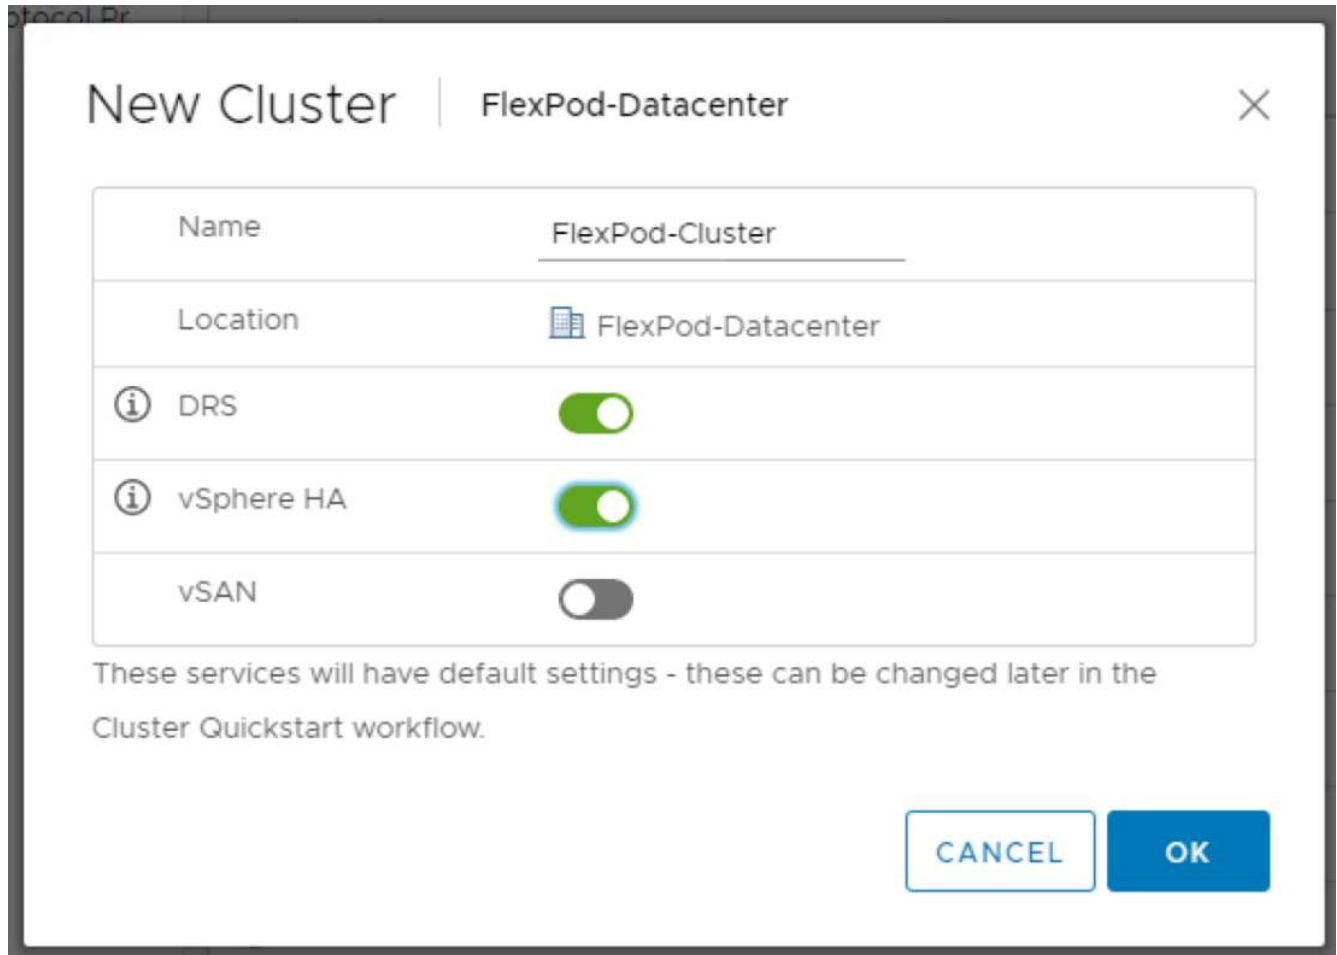 New Cluster FlexPod-Datacenter
Name FlexPod-Cluster
Location FlexPod-Datacenter
DRS
vSphere HA
vSAN
These services will have default settings - these can be changed later in the
Cluster Quickstart workflow.
CANCEL OK